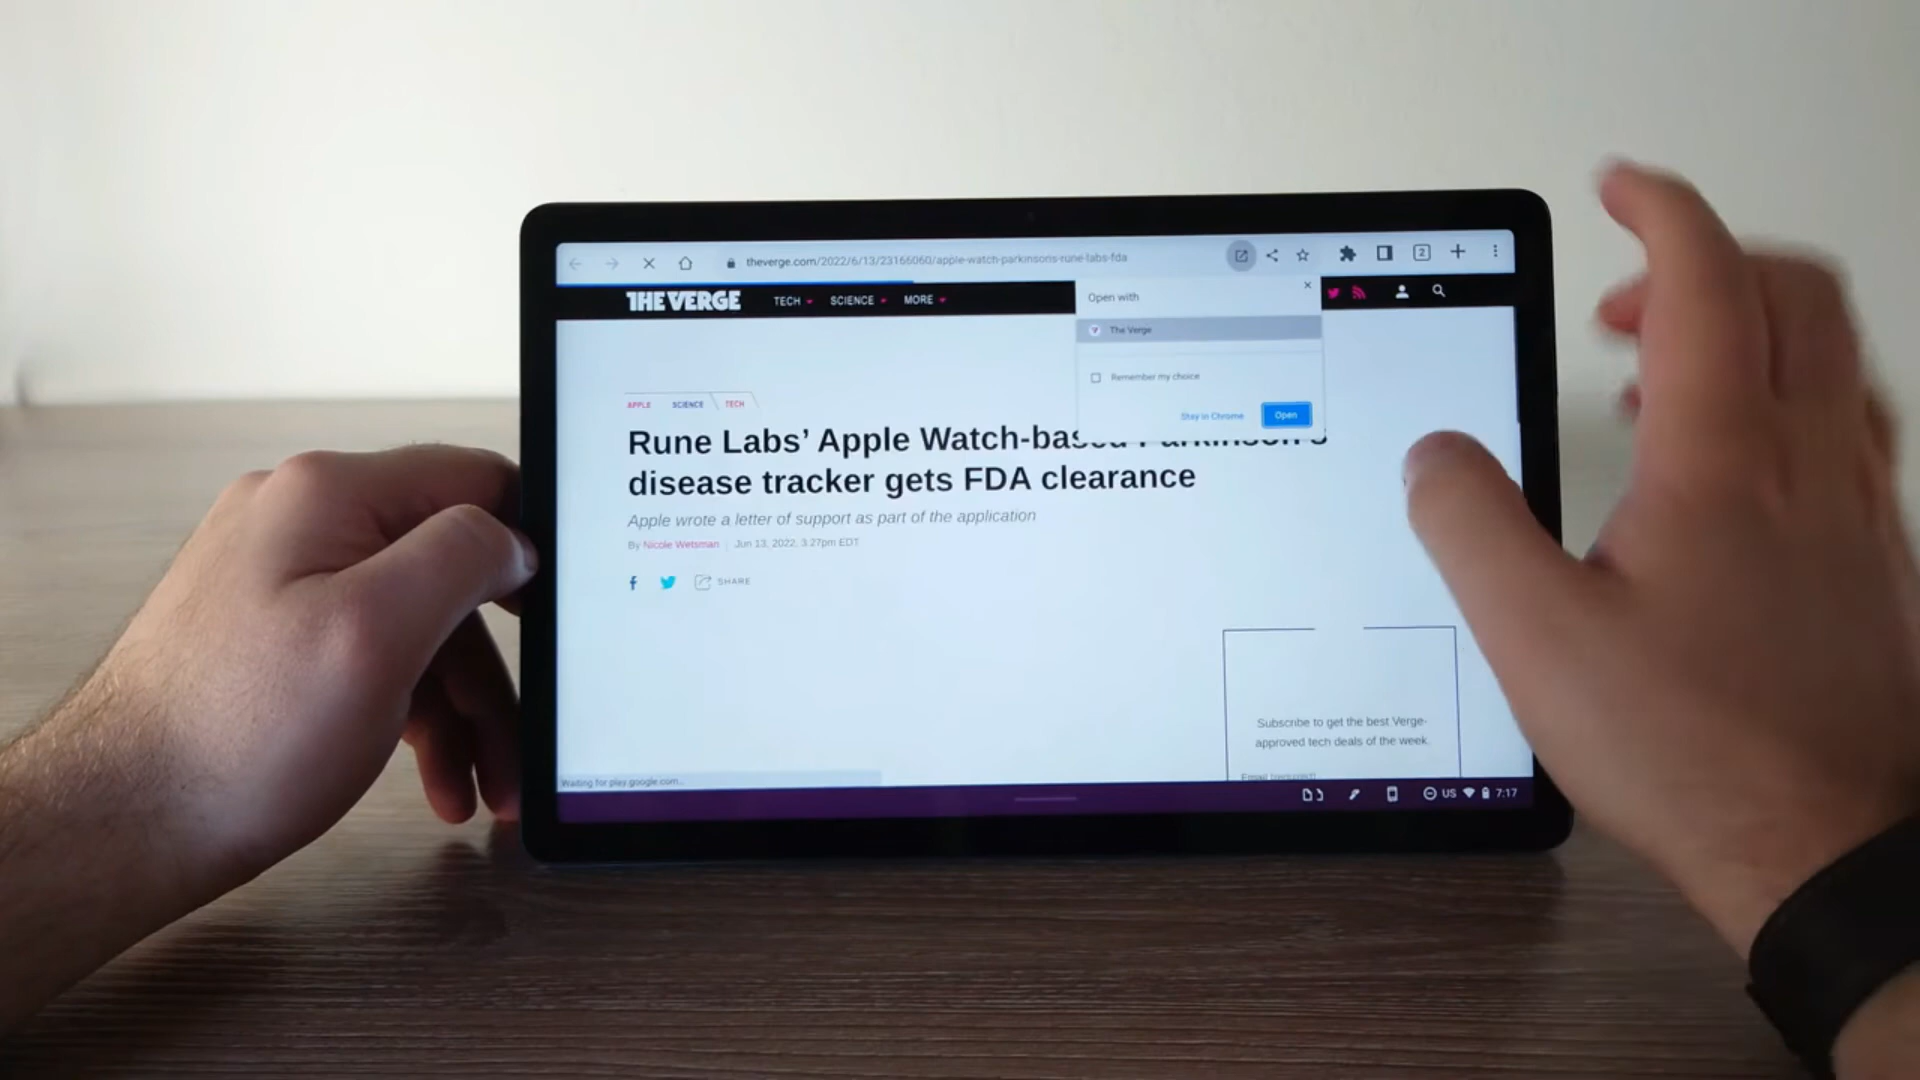 theverge.com/2022/6/13/23166060/apple-watch-parkinsons-rune-labs-fda
2
THE VERGE
TECH
SCIENCE
MORE
Open with
The Verge
Remember my choice
Stay in Chrome
Open
APPLE
SCIENCE
TECH
Rune Labs’ Apple Watch-based Parkinson’s
disease tracker gets FDA clearance
Apple wrote a letter of support as part of the application
By Nicole Wetsman | Jun 13, 2022, 3:27pm EDT
SHARE
Subscribe to get the best Verge-
approved tech deals of the week.
Waiting for play.google.com...
US 7:17